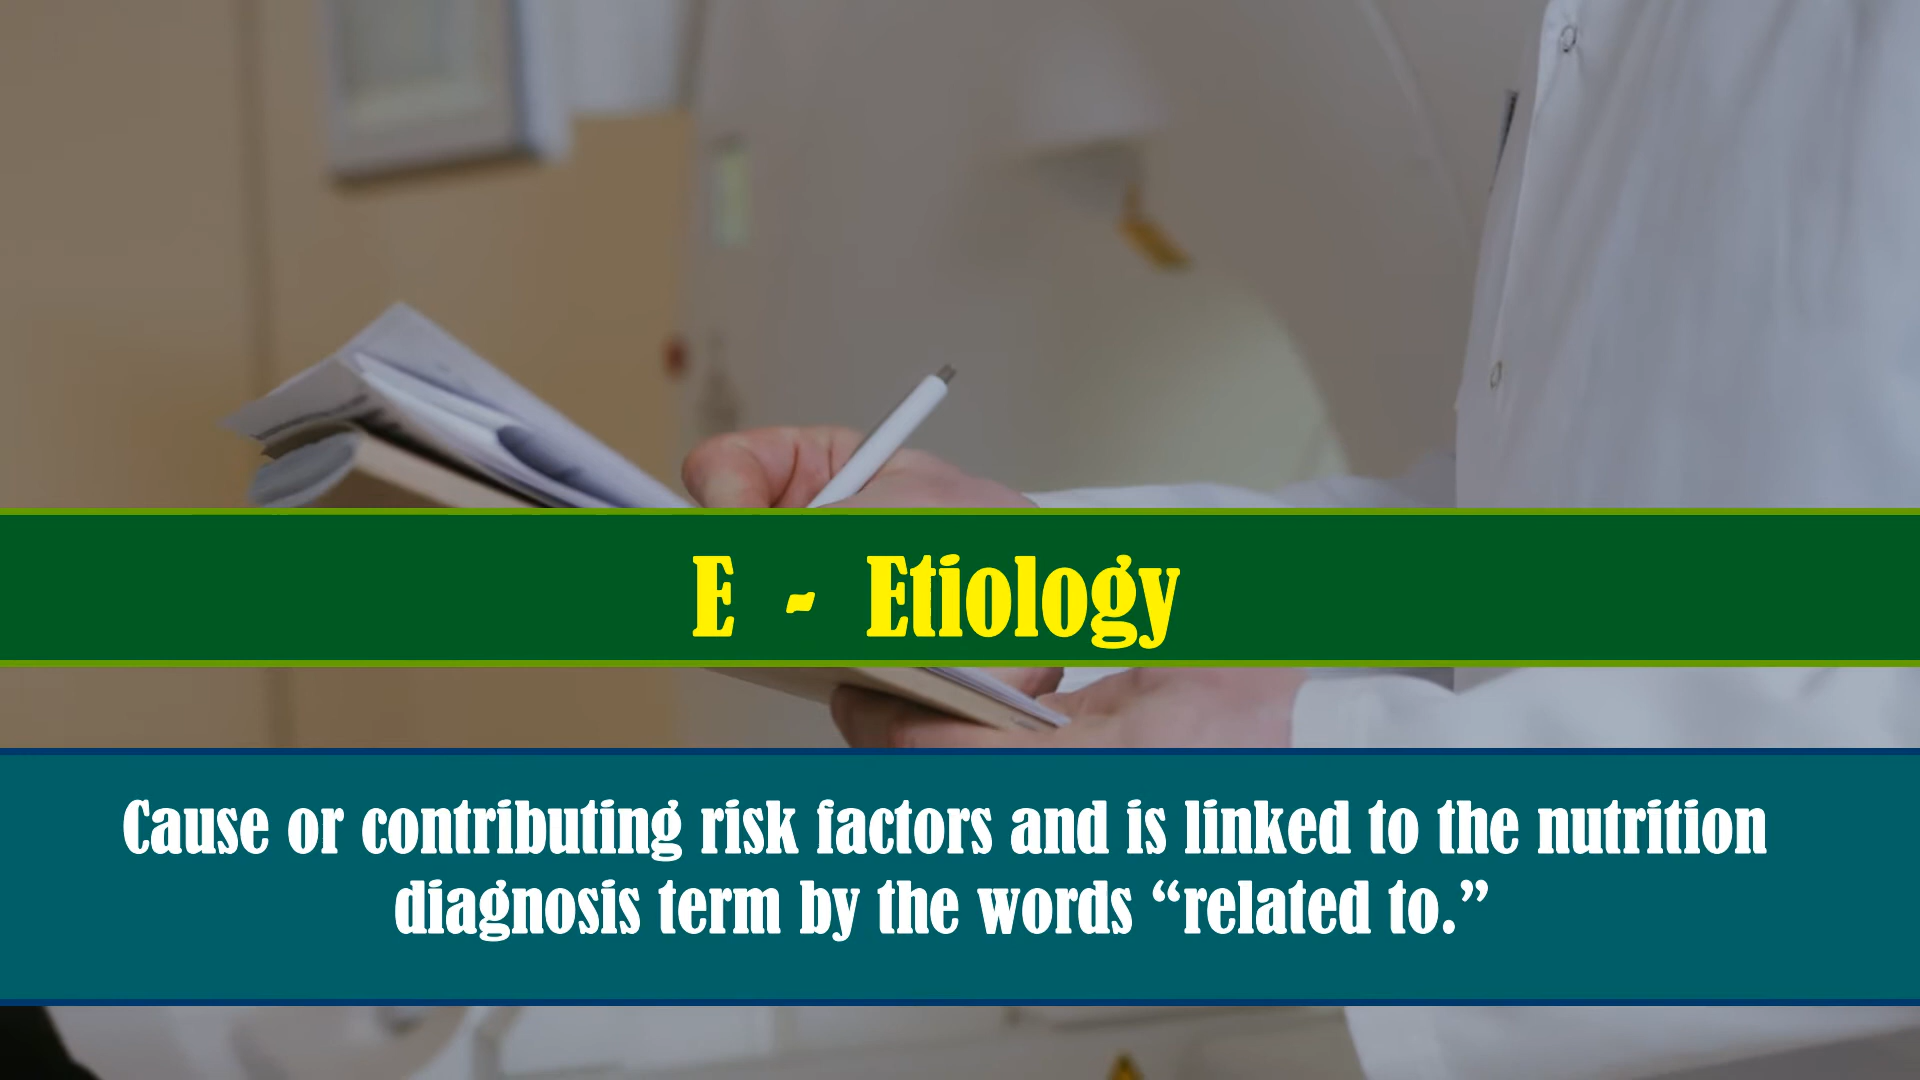 E - Etiology
Cause or contributing risk factors and is linked to the nutrition
diagnosis term by the words “related to.”